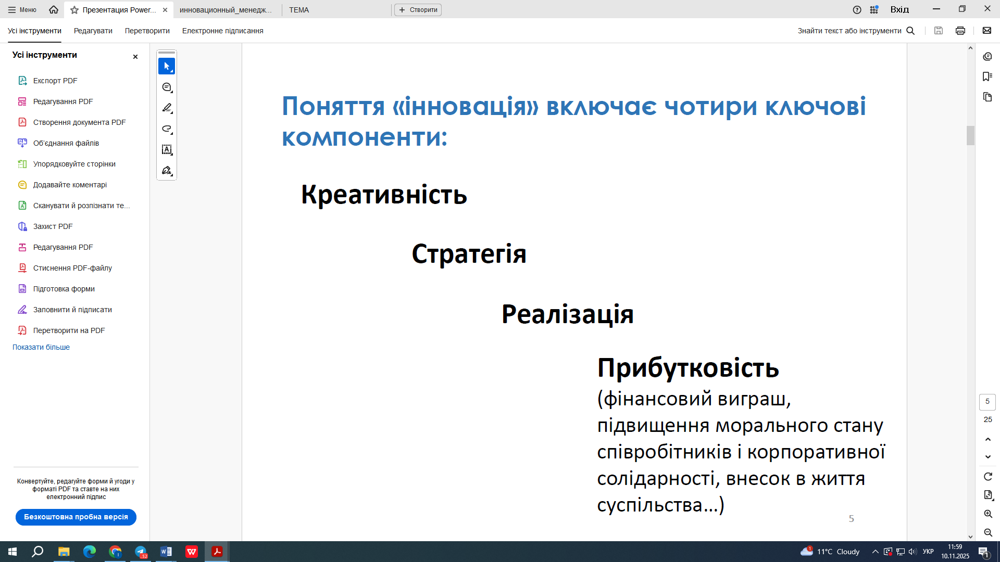 Меню
Презентация Power...
инновационный_менедж...
ТЕМА
Створити
Вхід
Усі інструменти
Редагувати
Перетворити
Електронне підписання
Знайти текст або інструменти
Усі інструменти
Експорт PDF
Редагування PDF
Створення документа PDF
Об'єднання файлів
Упорядковуйте сторінки
Додавайте коментарі
Сканувати й розпізнати те...
Захист PDF
Редагування PDF
Стиснення PDF-файлу
Підготовка форми
Заповнити й підписати
Перетворити на PDF
Показати більше
Конвертуйте, редагуйте форми й угоди у
форматі PDF та ставте на них
електронний підпис
Безкоштовна пробна версія
Поняття «інновація» включає чотири ключові
компоненти:
Креативність
Стратегія
Реалізація
Прибутковість
(фінансовий виграш,
підвищення морального стану
співробітників і корпоративної
солідарності, внесок в життя
суспільства...)
5
5
25
11°C Cloudy
УКР
11:59
10.11.2025